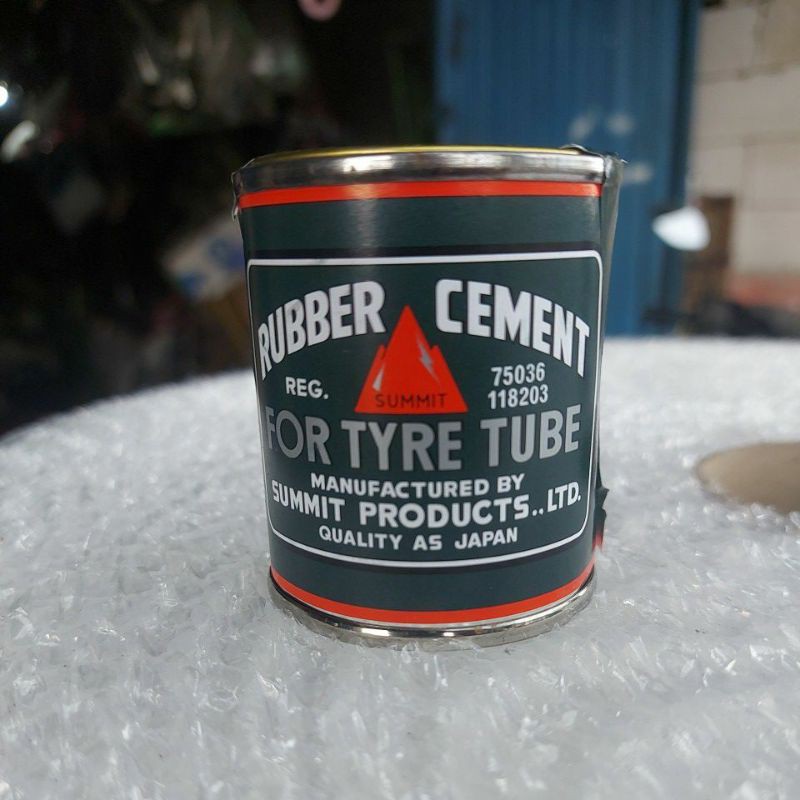 RUBBER CEMENT
SUMMIT
REG.
75036
118203
FOR TYRE TUBE
MANUFACTURED BY
SUMMIT PRODUCTS..LTD.
QUALITY AS JAPAN